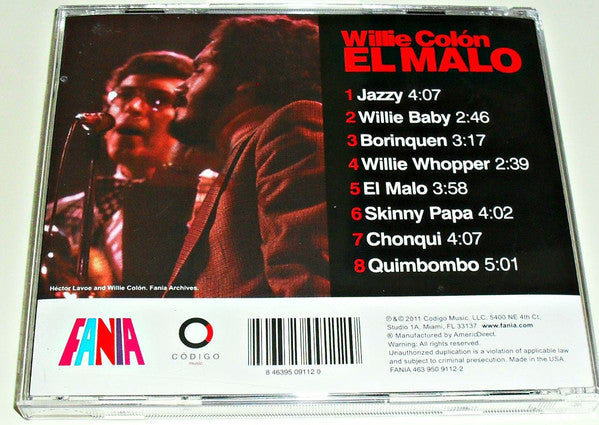 Willie Colón
EL MALO
1 Jazzy 4:07
2 Willie Baby 2:46
3 Borinquen 3:17
4 Willie Whopper 2:39
5 El Malo 3:58
6 Skinny Papa 4:02
7 Chonqui 4:07
8 Quimbombo 5:01
Héctor Lavoe and Willie Colón. Fania Archives.
FANIA
CÓDIGO
music
8 46395 09112 0
℗ & © 2011 Codigo Music, LLC. 5400 NE 4th Ct.
Studio 1A, Miami, FL 33137 www.fania.com
® Manufactured by AmericDirect.
Warning: All rights reserved.
Unauthorized duplication is a violation of applicable law
and subject to criminal presecution. Made in the USA.
FANIA 463 950 9112-2